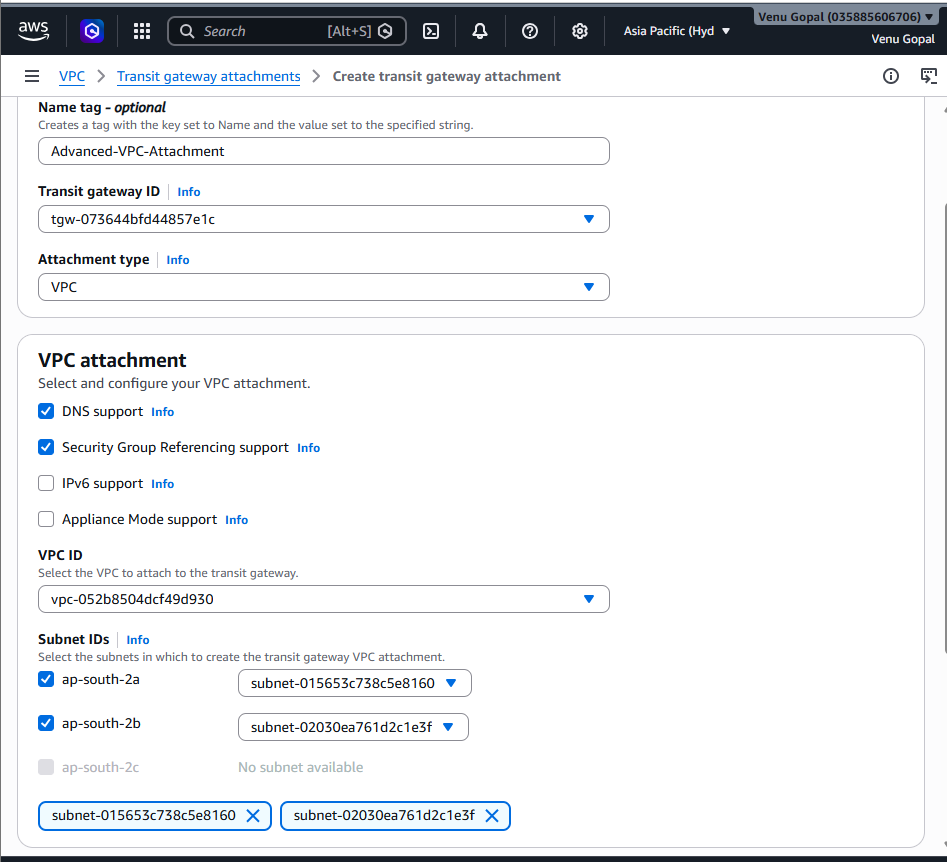 Venu Gopal (035885606706)
aws
Search [Alt+S]
Asia Pacific (Hyd
Venu Gopal
VPC > Transit gateway attachments > Create transit gateway attachment
Name tag - optional
Creates a tag with the key set to Name and the value set to the specified string.
Advanced-VPC-Attachment
Transit gateway ID | Info
tgw-073644bfd44857e1c
Attachment type | Info
VPC
VPC attachment
Select and configure your VPC attachment.
DNS support Info
Security Group Referencing support Info
IPv6 support Info
Appliance Mode support Info
VPC ID
Select the VPC to attach to the transit gateway.
vpc-052b8504dcf49d930
Subnet IDs | Info
Select the subnets in which to create the transit gateway VPC attachment.
ap-south-2a subnet-015653c738c5e8160
ap-south-2b subnet-02030ea761d2c1e3f
ap-south-2c No subnet available
subnet-015653c738c5e8160 subnet-02030ea761d2c1e3f